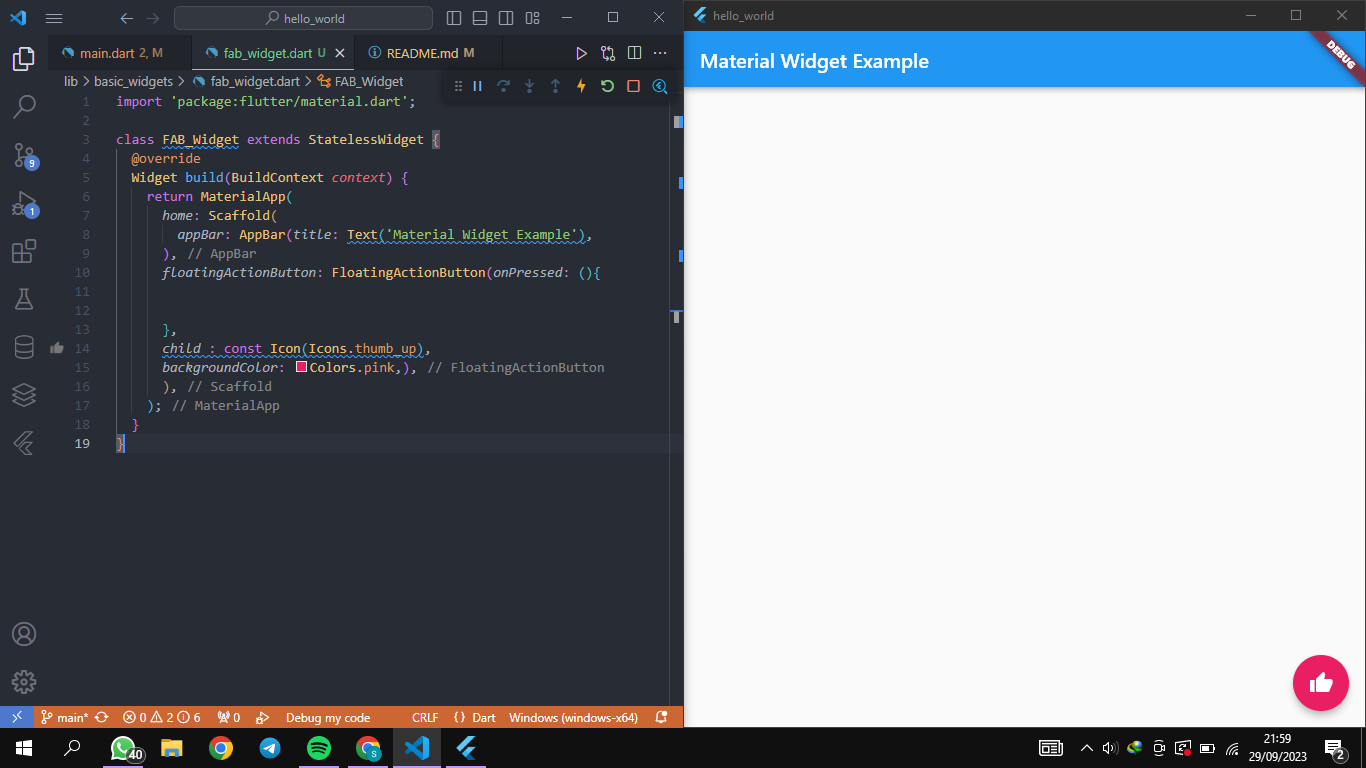 hello_world
main.dart 2, M
fab_widget.dart U
README.md M
lib > basic_widgets > fab_widget.dart > FAB_Widget
1 import 'package:flutter/material.dart';
2
3 class FAB_Widget extends StatelessWidget {
4 @override
5 Widget build(BuildContext context) {
6 return MaterialApp(
7 home: Scaffold(
8 appBar: AppBar(title: Text('Material Widget Example'),
9 ), // AppBar
10 floatingActionButton: FloatingActionButton(onPressed: (){
11
12
13 },
14 child : const Icon(Icons.thumb_up),
15 backgroundColor: Colors.pink,), // FloatingActionButton
16 ), // Scaffold
17 ); // MaterialApp
18 }
19 }
9
1
main* 0 2 6 0 Debug my code CRLF {} Dart Windows (windows-x64)
hello_world
Material Widget Example
DEBUG
40
S
21:59
29/09/2023
2